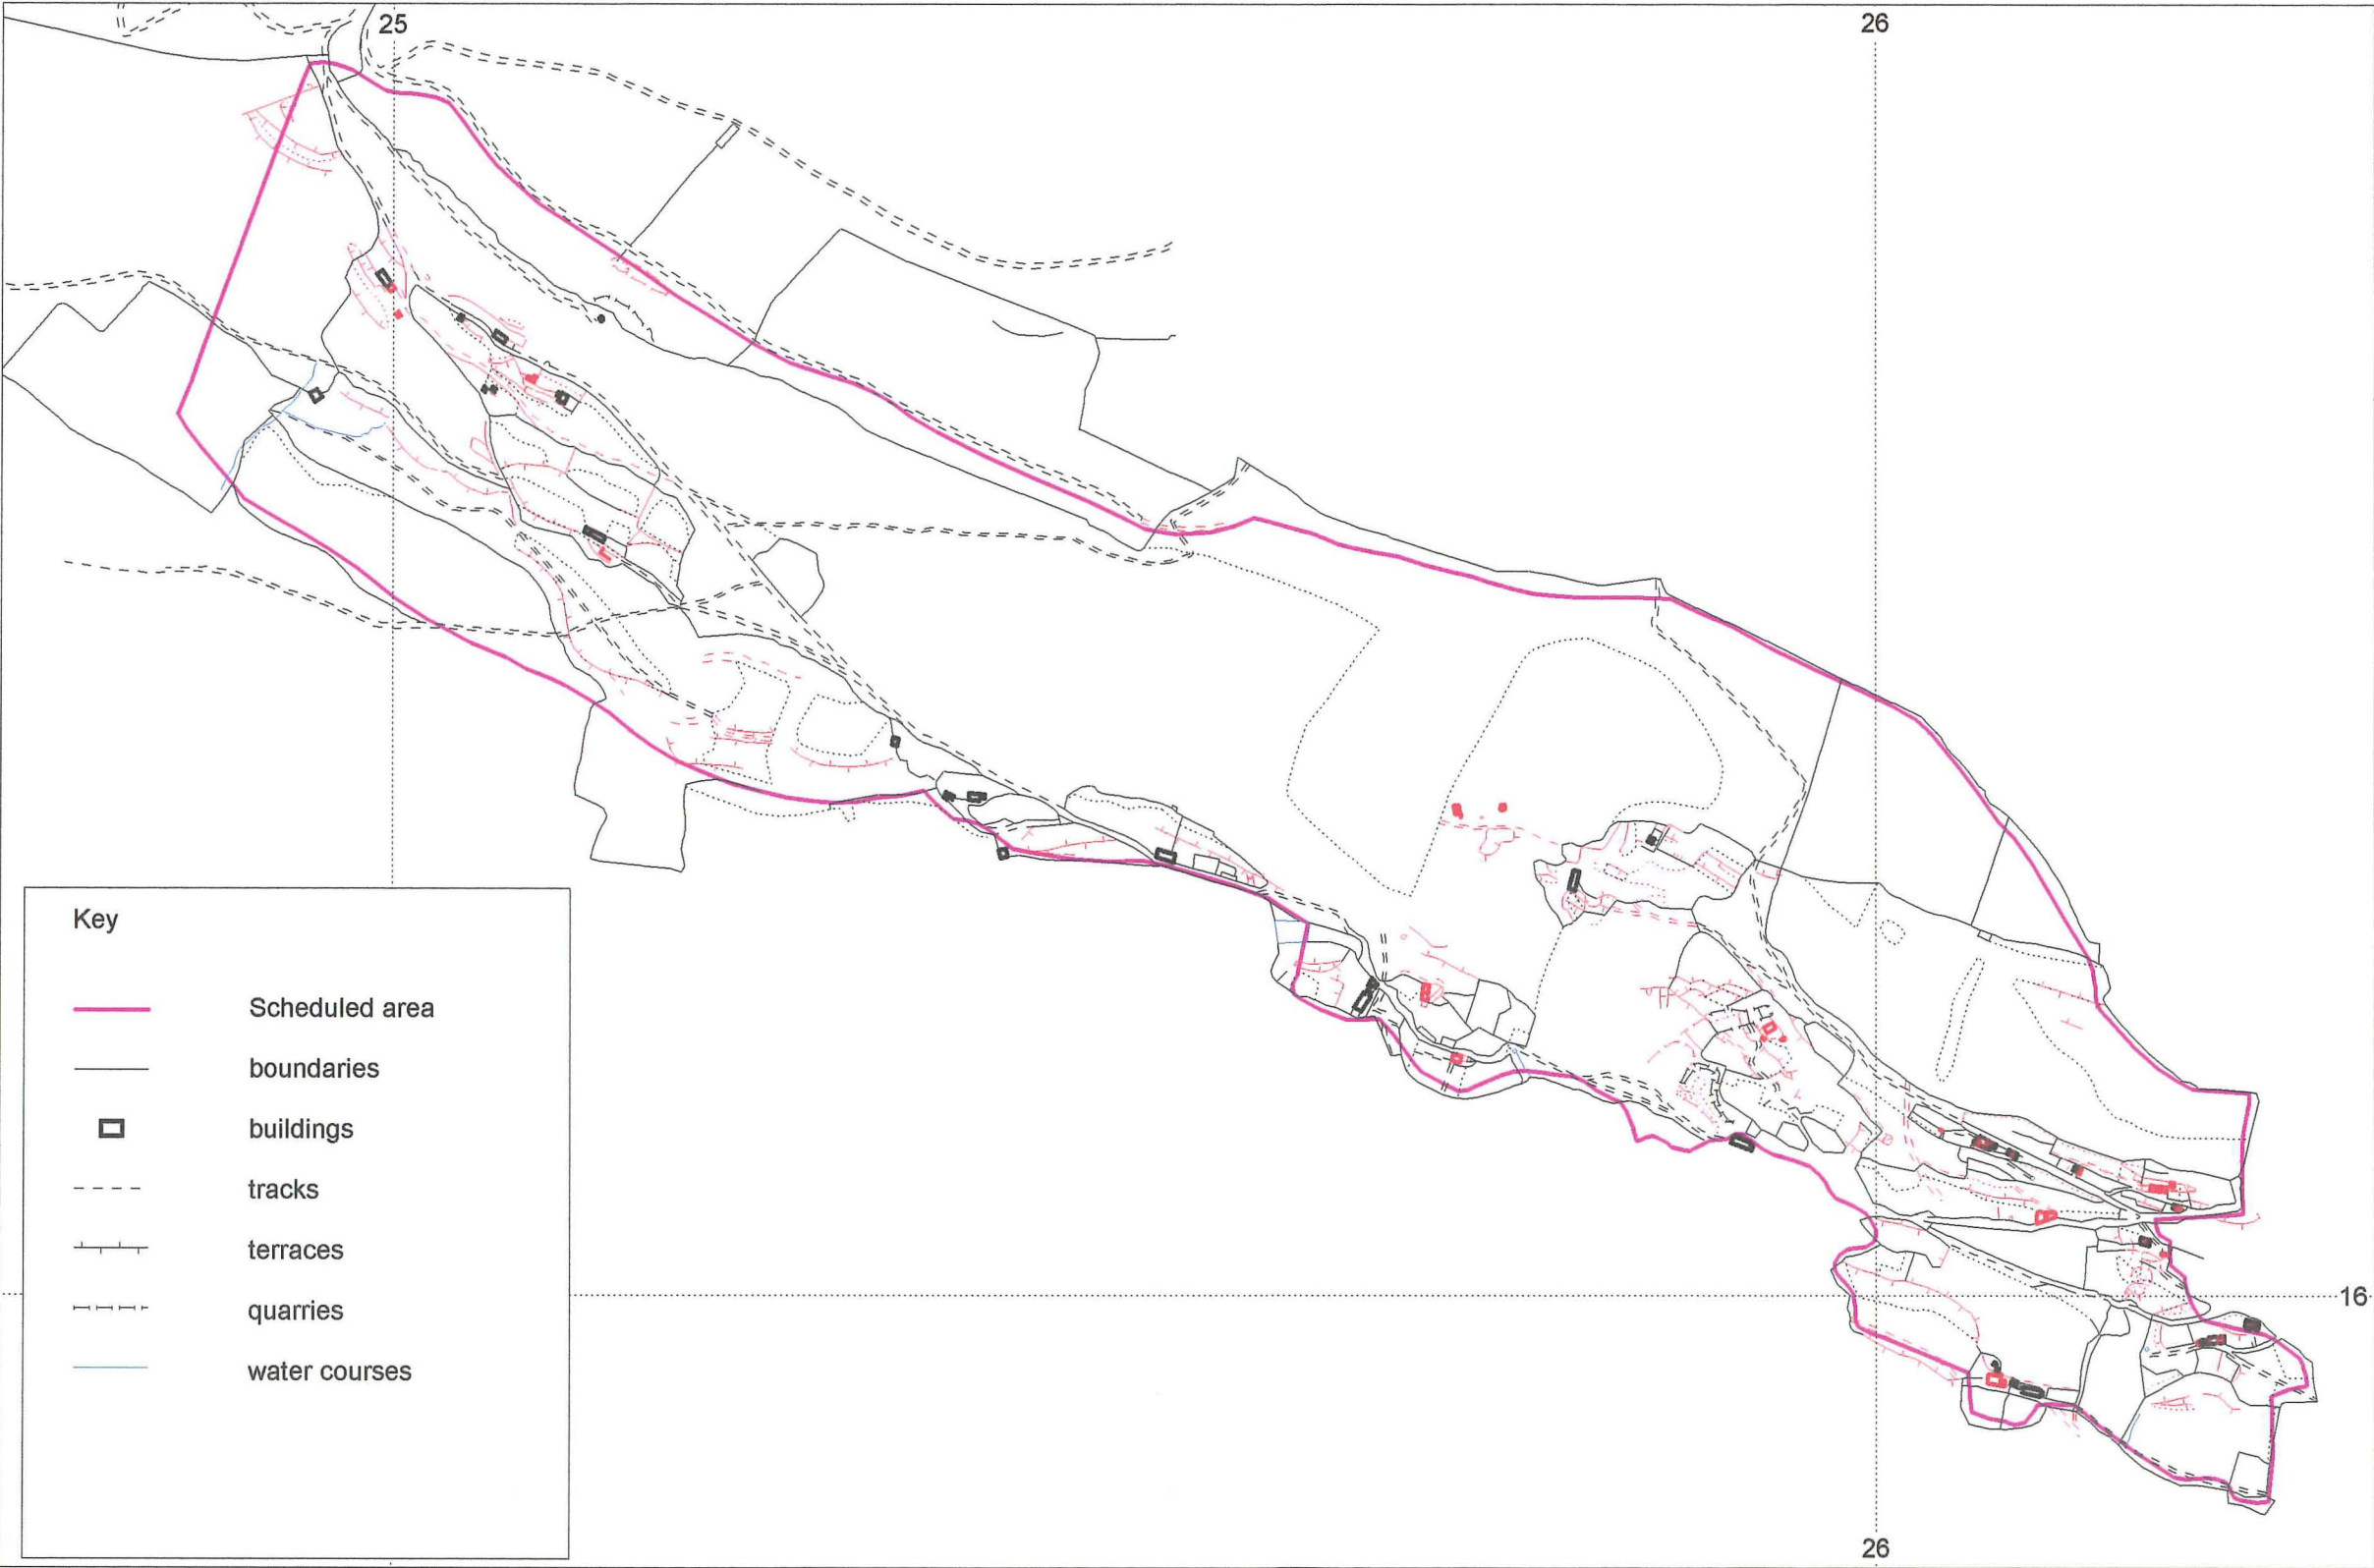 25
26
Key
Scheduled area
boundaries
buildings
tracks
terraces
quarries
water courses
16
26